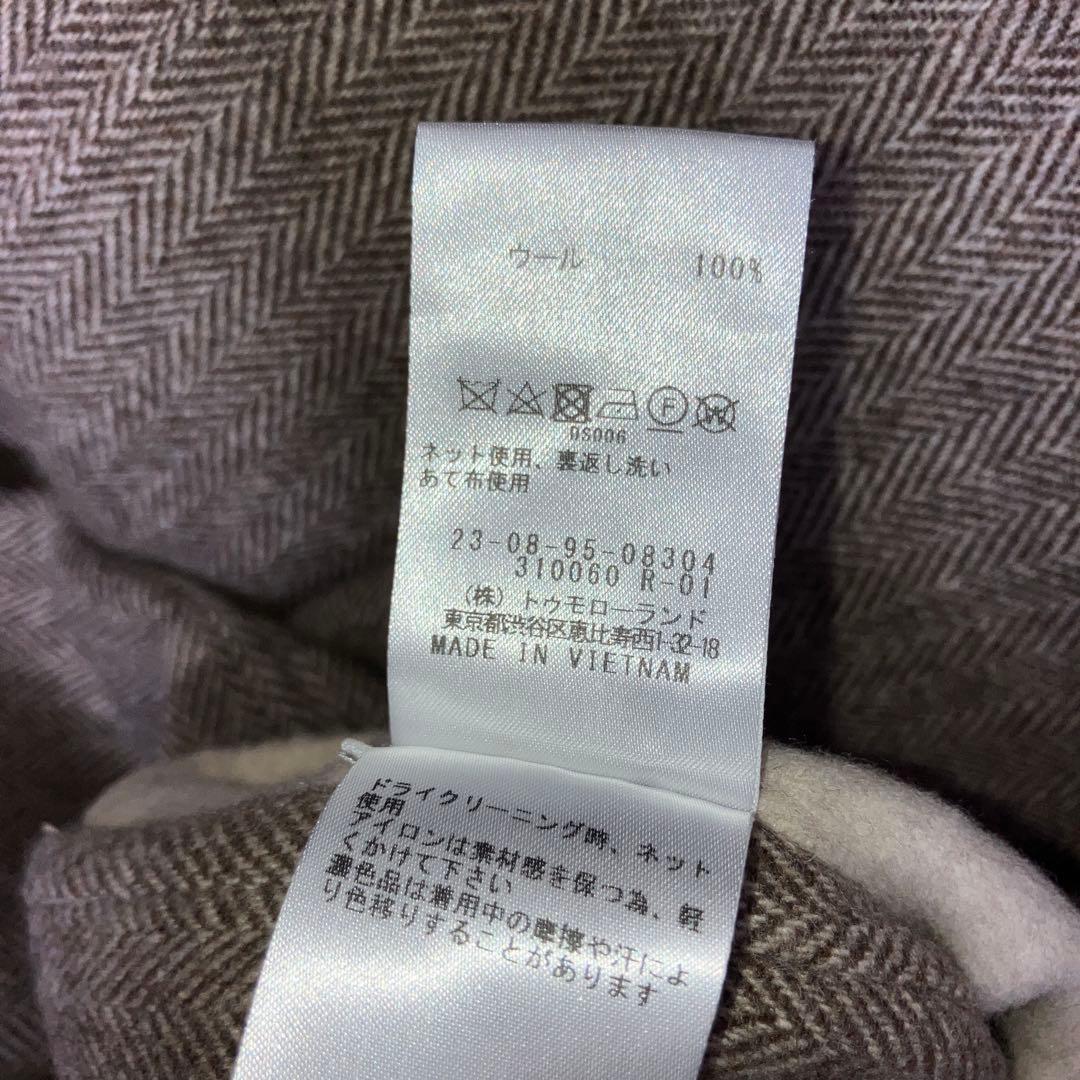 ウール 100%
F W
0S006
ネット使用、裏返し洗い
あて布使用
23-08-95-08304
310060 R-01
(株)トゥモローランド
東京都渋谷区恵比寿西1-32-18
MADE IN VIETNAM
ドライクリーニング時、ネット
使用
アイロンは素材感を保つ為、軽
くかけて下さい
濃色品は着用中の摩擦や汗によ
り色移りすることがあります